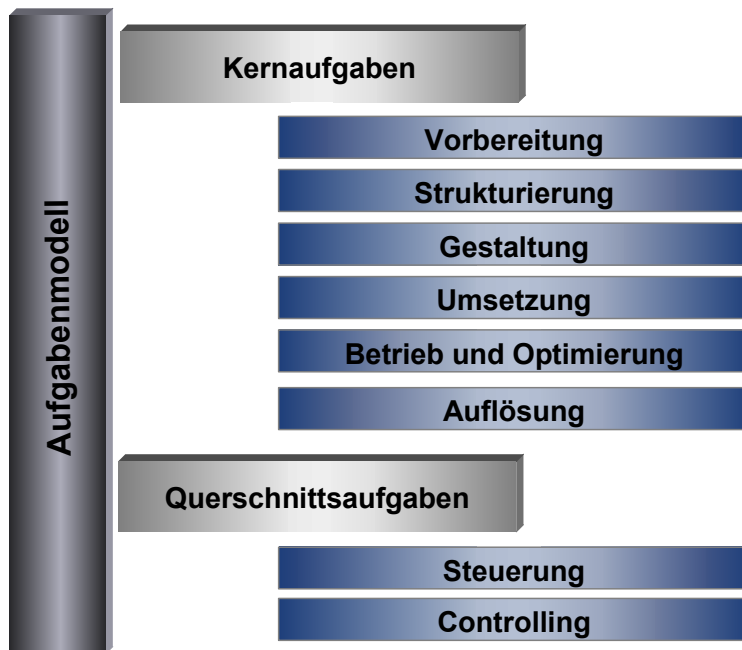 Aufgabenmodell
Kernaufgaben
Vorbereitung
Strukturierung
Gestaltung
Umsetzung
Betrieb und Optimierung
Auflösung
Querschnittsaufgaben
Steuerung
Controlling